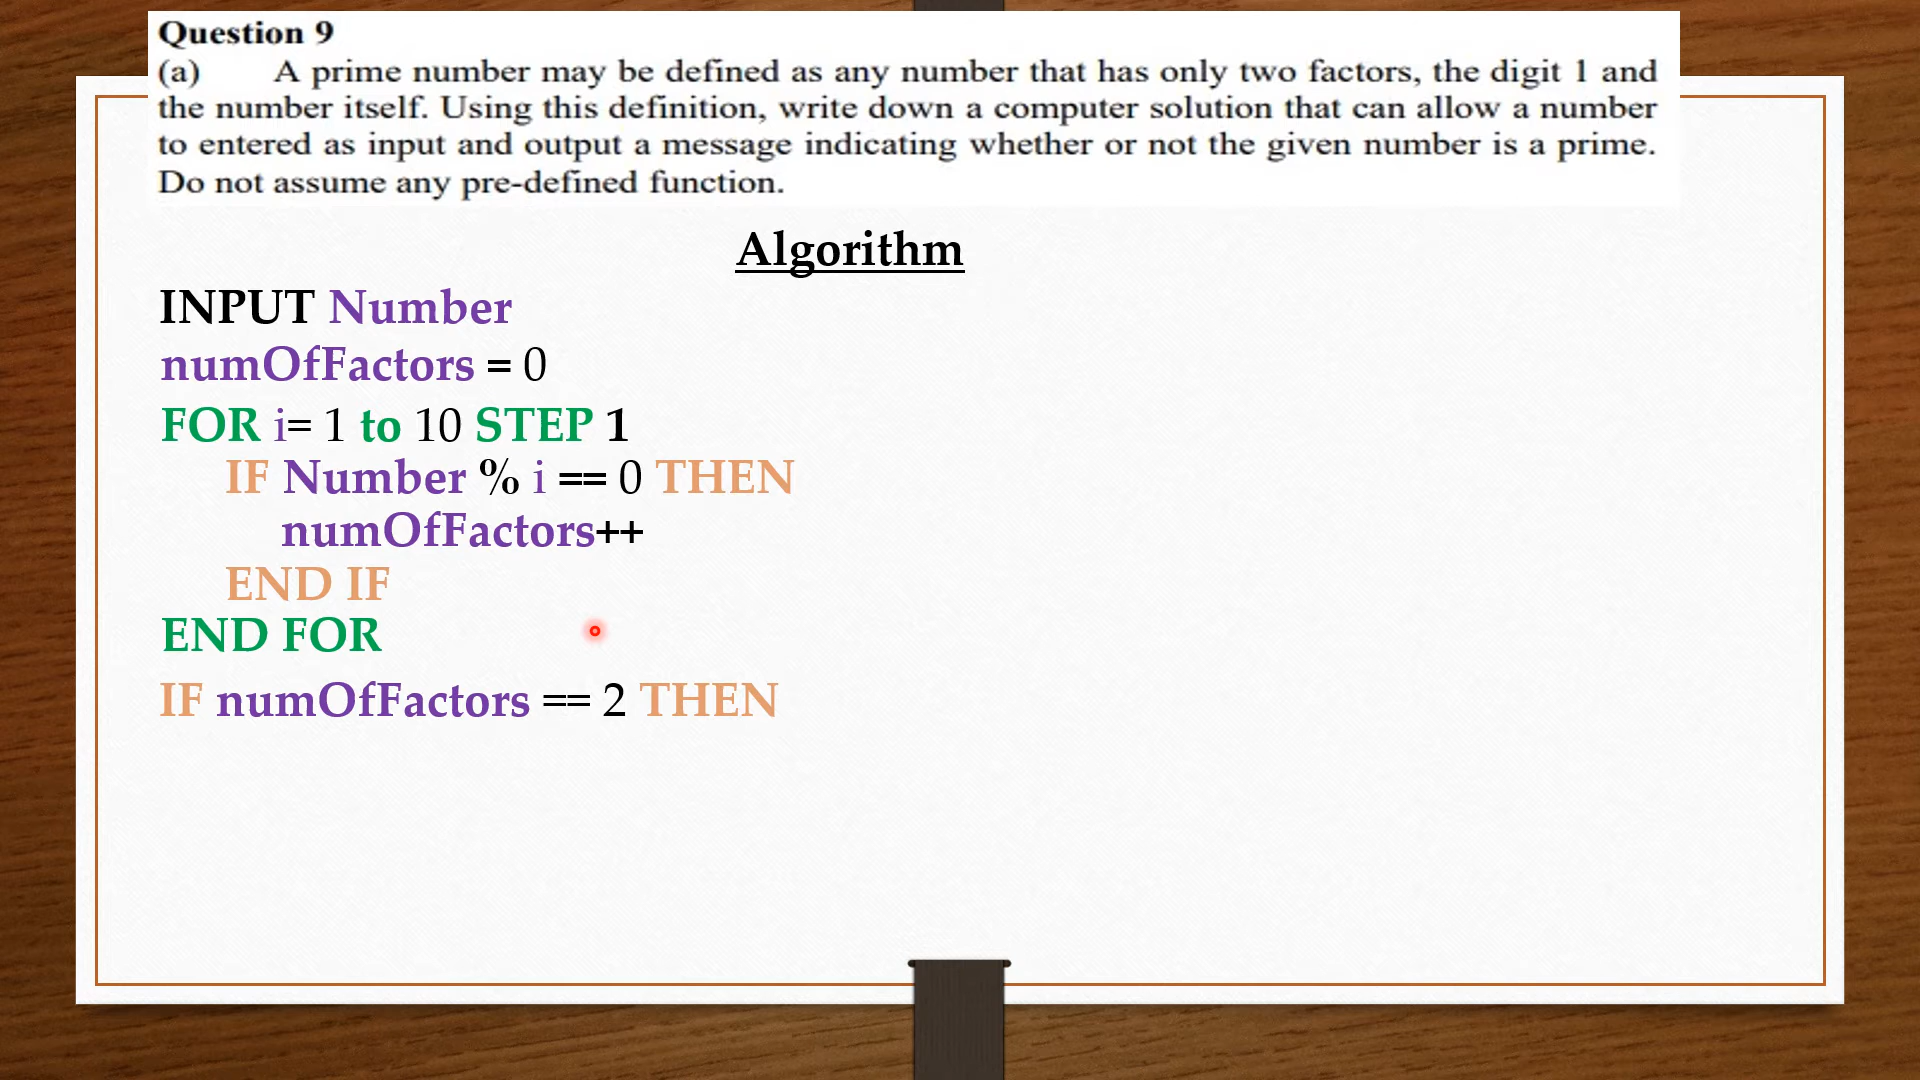 Question 9
(a) A prime number may be defined as any number that has only two factors, the digit 1 and
the number itself. Using this definition, write down a computer solution that can allow a number
to entered as input and output a message indicating whether or not the given number is a prime.
Do not assume any pre-defined function.
Algorithm
INPUT Number
numOfFactors = 0
FOR i= 1 to 10 STEP 1
IF Number % i == 0 THEN
numOfFactors++
END IF
END FOR
IF numOfFactors == 2 THEN